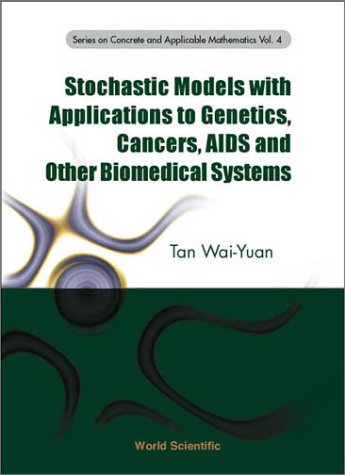 Series on Concrete and Applicable Mathematics Vol. 4
Stochastic Models with
Applications to Genetics,
Cancers, AIDS and
Other Biomedical Systems
Tan Wai-Yuan
World Scientific